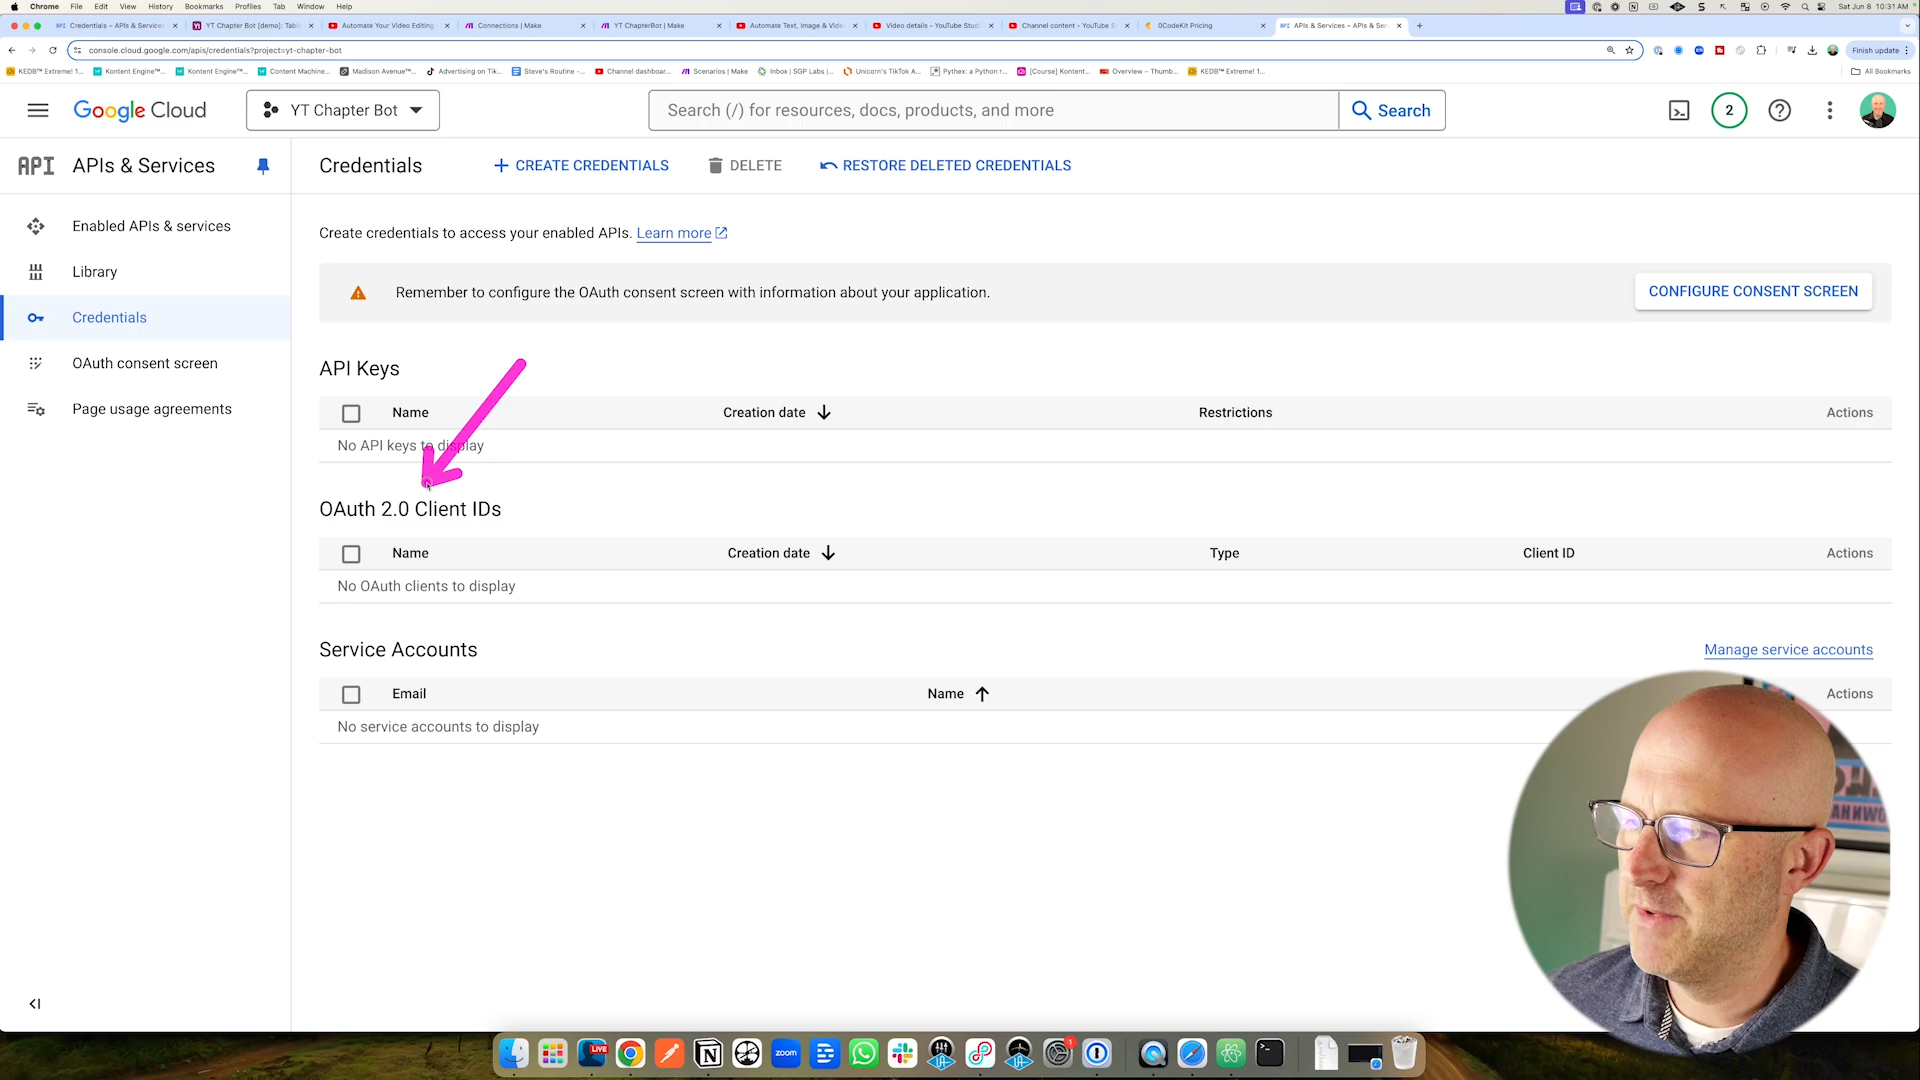 Chrome File Edit View History Bookmarks Profiles Tab Window Help
Sat Jun 8 10:31 AM
Credentials – APIs & Services
YT Chapter Bot [demo]: Table
Automate Your Video Editing
Connections | Make
YT ChapterBot | Make
Automate Text, Image & Video
Video details – YouTube Studi
Channel content – YouTube S
0CodeKit Pricing
APIs & Services – APIs & Ser
console.cloud.google.com/apis/credentials?project=yt-chapter-bot
Finish update
KEDB™ Extreme! 1...
Kontent Engine™...
Kontent Engine™...
Content Machine...
Madison Avenue™...
Advertising on Tik...
Steve's Routine -...
Channel dashboar...
Scenarios | Make
Inbox | SGP Labs |...
Unicorn's TikTok A...
Pythex: a Python r...
[Course] Kontent...
Overview – Thumb...
KEDB™ Extreme! 1...
All Bookmarks
Google Cloud
YT Chapter Bot
Search (/) for resources, docs, products, and more
Search
2
API APIs & Services
Credentials
CREATE CREDENTIALS
DELETE
RESTORE DELETED CREDENTIALS
Enabled APIs & services
Library
Credentials
OAuth consent screen
Page usage agreements
Create credentials to access your enabled APIs. Learn more
Remember to configure the OAuth consent screen with information about your application.
CONFIGURE CONSENT SCREEN
API Keys
Name Creation date Restrictions Actions
No API keys to display
OAuth 2.0 Client IDs
Name Creation date Type Client ID Actions
No OAuth clients to display
Service Accounts
Manage service accounts
Email Name Actions
No service accounts to display
LIVE
zoom
1